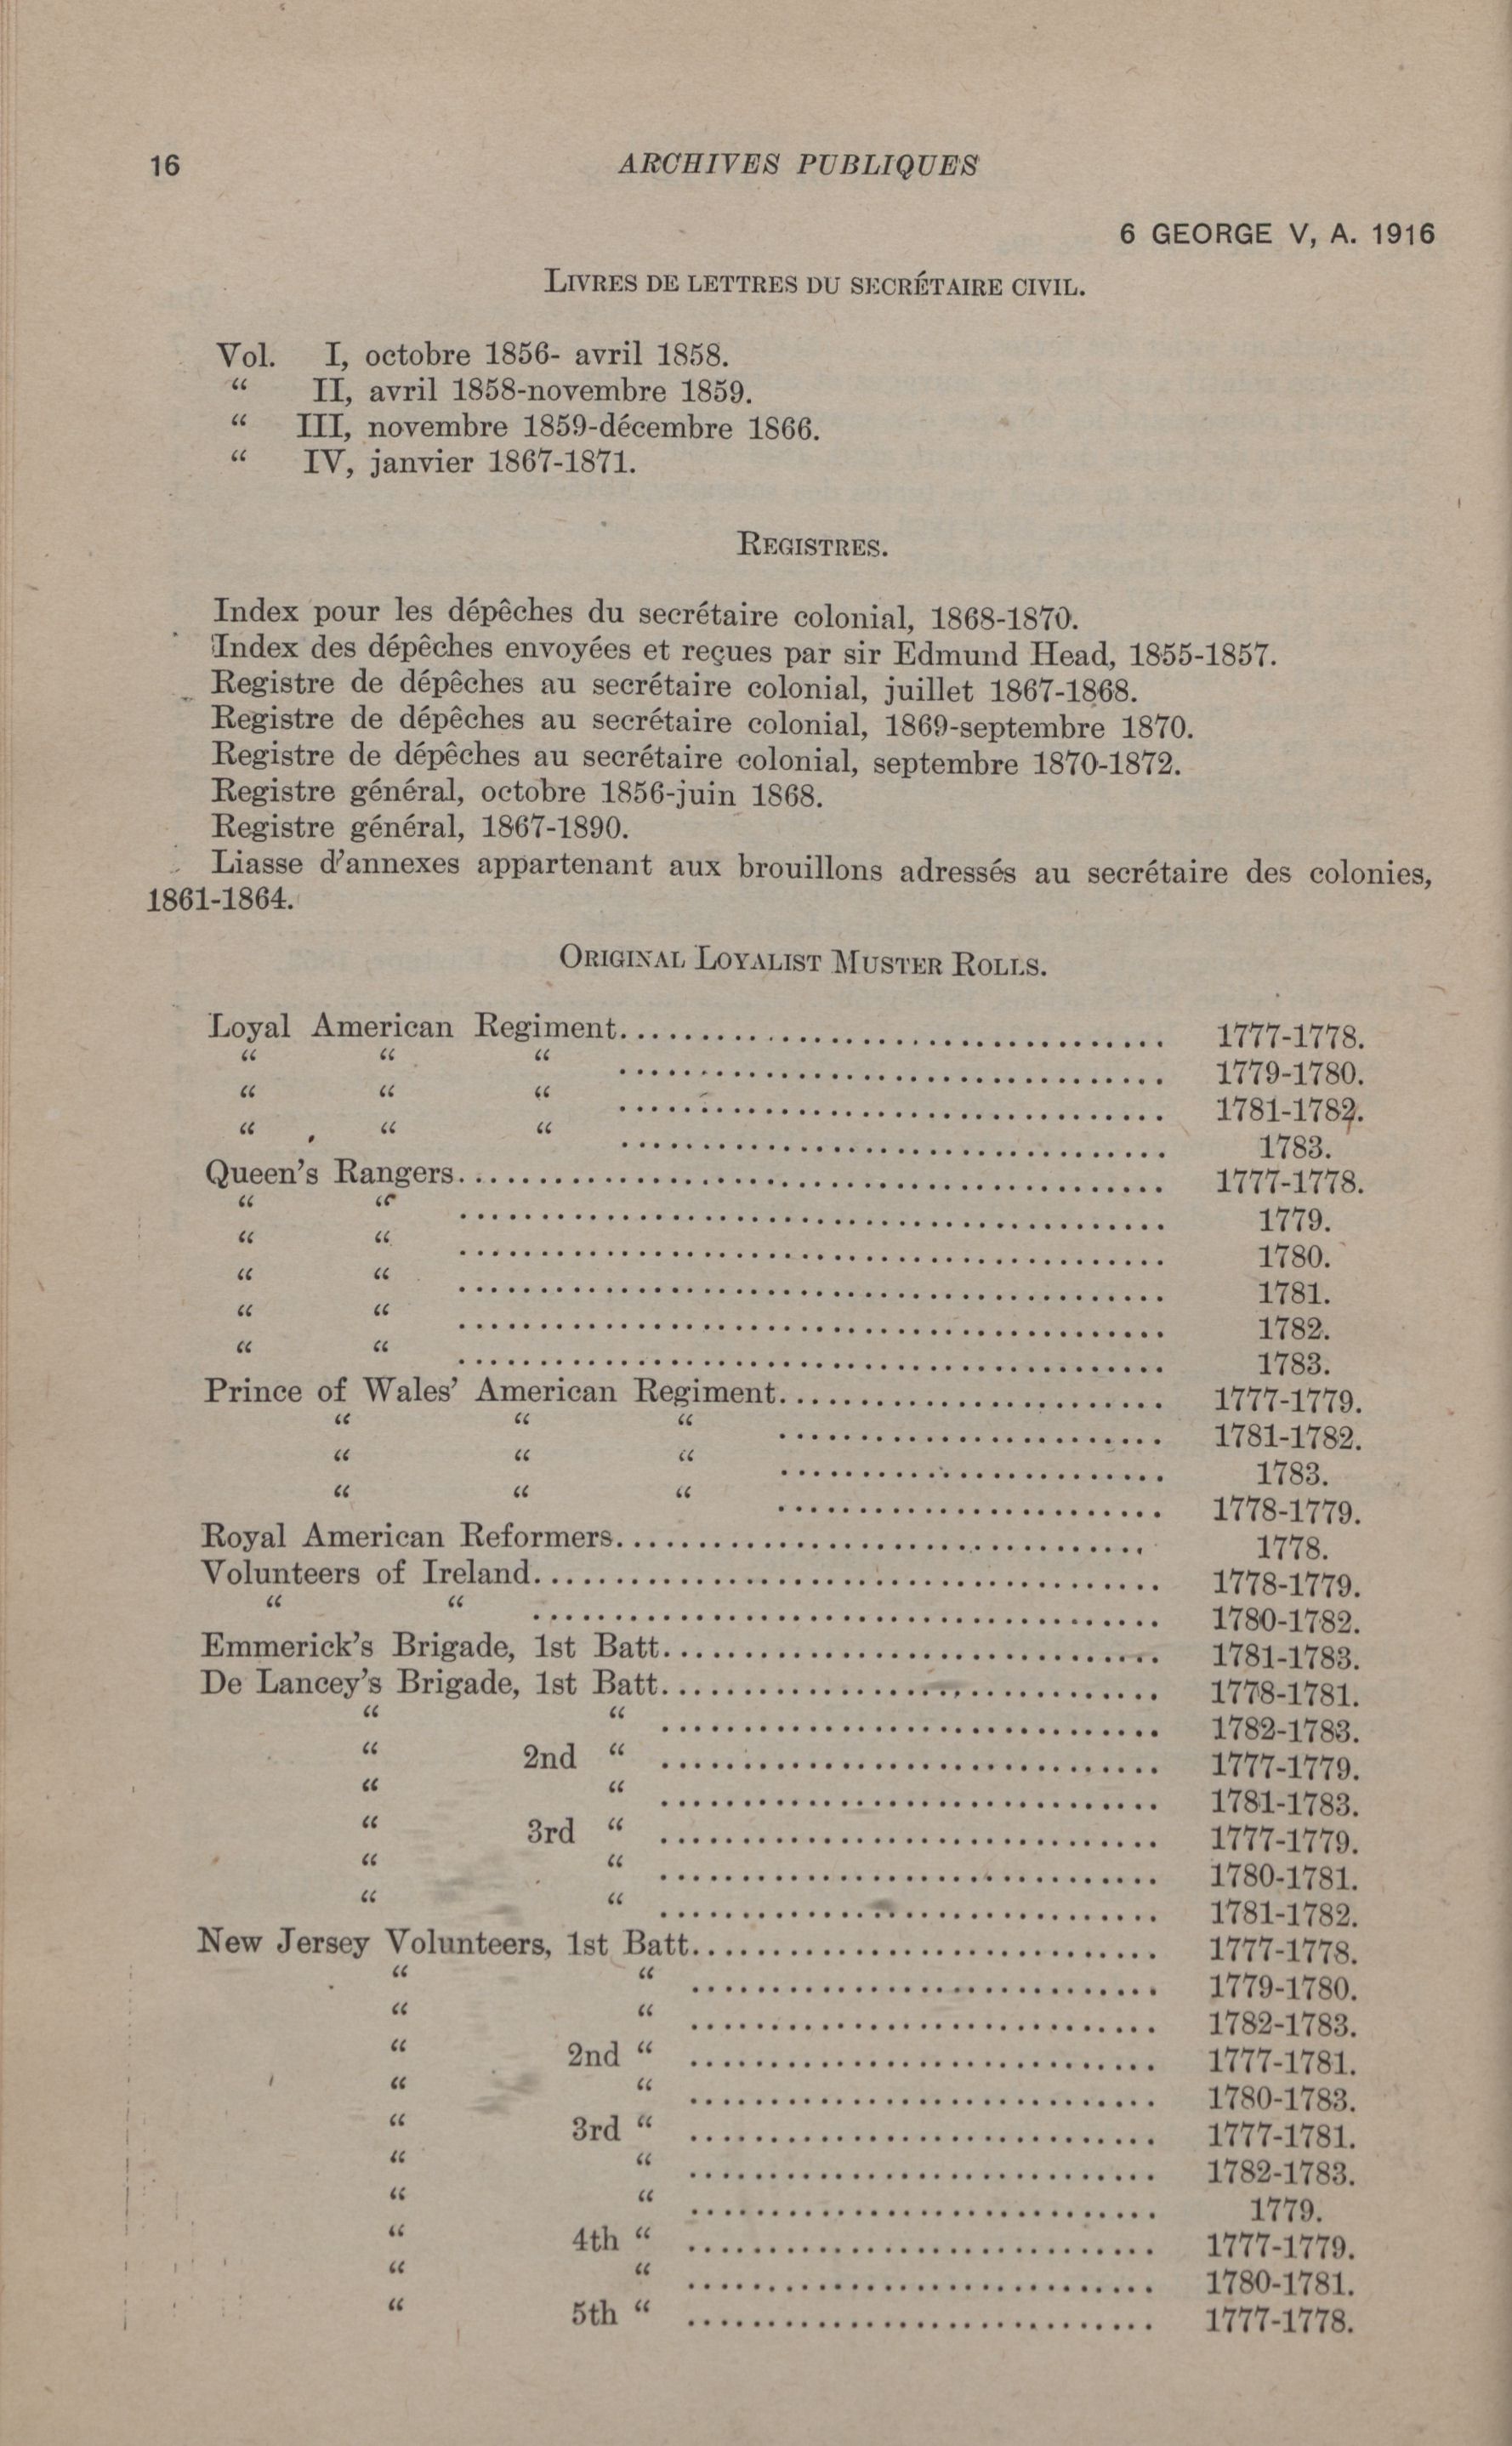 16 ARCHIVES PUBLIQUES
6 GEORGE V, A. 1916
LIVRES DE LETTRES DU SECRÉTAIRE CIVIL.
Vol. I, octobre 1856- avril 1858.
“ II, avril 1858-novembre 1859.
“ III, novembre 1859-décembre 1866.
“ IV, janvier 1867-1871.
REGISTRES.
Index pour les dépêches du secrétaire colonial, 1868-1870.
Index des dépêches envoyées et reçues par sir Edmund Head, 1855-1857.
Registre de dépêches au secrétaire colonial, juillet 1867-1868.
Registre de dépêches au secrétaire colonial, 1869-septembre 1870.
Registre de dépêches au secrétaire colonial, septembre 1870-1872.
Registre général, octobre 1856-juin 1868.
Registre général, 1867-1890.
Liasse d'annexes appartenant aux brouillons adressés au secrétaire des colonies,
1861-1864.
ORIGINAL LOYALIST MUSTER ROLLS.
Loyal American Regiment.................................. 1777-1778.
“ “ “ .................................. 1779-1780.
“ “ “ .................................. 1781-1782.
“ “ “ .................................. 1783.
Queen's Rangers............................................ 1777-1778.
“ “ ............................................ 1779.
“ “ ............................................ 1780.
“ “ ............................................ 1781.
“ “ ............................................ 1782.
“ “ ............................................ 1783.
Prince of Wales' American Regiment........................ 1777-1779.
“ “ “ ........................ 1781-1782.
“ “ “ ........................ 1783.
“ “ “ ........................ 1778-1779.
Royal American Reformers................................. 1778.
Volunteers of Ireland....................................... 1778-1779.
“ “ ....................................... 1780-1782.
Emmerick's Brigade, 1st Batt............................... 1781-1783.
De Lancey's Brigade, 1st Batt............................... 1778-1781.
“ “ ............................... 1782-1783.
“ 2nd “ ............................... 1777-1779.
“ “ ............................... 1781-1783.
“ 3rd “ ............................... 1777-1779.
“ “ ............................... 1780-1781.
“ “ ............................... 1781-1782.
New Jersey Volunteers, 1st Batt............................. 1777-1778.
“ “ ............................. 1779-1780.
“ “ ............................. 1782-1783.
“ 2nd “ ............................. 1777-1781.
“ “ ............................. 1780-1783.
“ 3rd “ ............................. 1777-1781.
“ “ ............................. 1782-1783.
“ “ ............................. 1779.
“ 4th “ ............................. 1777-1779.
“ “ ............................. 1780-1781.
“ 5th “ ............................. 1777-1778.